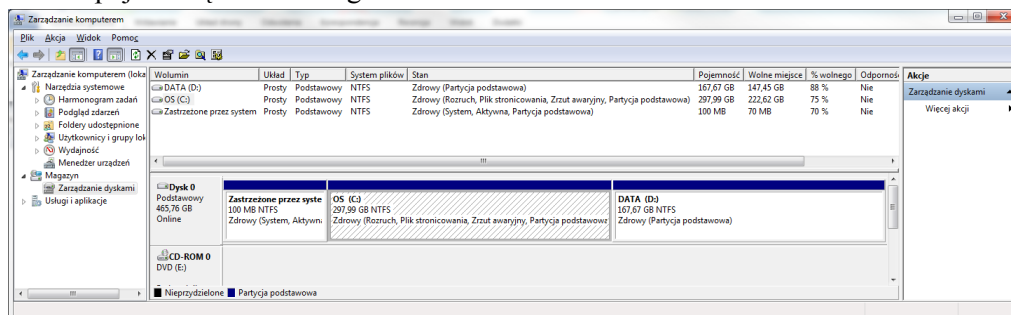 Zarządzanie komputerem
Plik Akcja Widok Pomoc
Zarządzanie komputerem (loka
Narzędzia systemowe
Harmonogram zadań
Podgląd zdarzeń
Foldery udostępnione
Użytkownicy i grupy lok
Wydajność
Menedżer urządzeń
Magazyn
Zarządzanie dyskami
Usługi i aplikacje
Wolumin Układ Typ System plików Stan Pojemność Wolne miejsce % wolnego Odporność
DATA (D:) Prosty Podstawowy NTFS Zdrowy (Partycja podstawowa) 167,67 GB 147,45 GB 88 % Nie
OS (C:) Prosty Podstawowy NTFS Zdrowy (Rozruch, Plik stronicowania, Zrzut awaryjny, Partycja podstawowa) 297,99 GB 222,62 GB 75 % Nie
Zastrzeżone przez system Prosty Podstawowy NTFS Zdrowy (System, Aktywna, Partycja podstawowa) 100 MB 70 MB 70 % Nie
Dysk 0
Podstawowy
465,76 GB
Online
Zastrzeżone przez syste
100 MB NTFS
Zdrowy (System, Aktywn
OS (C:)
297,99 GB NTFS
Zdrowy (Rozruch, Plik stronicowania, Zrzut awaryjny, Partycja podstawowa
DATA (D:)
167,67 GB NTFS
Zdrowy (Partycja podstawowa)
CD-ROM 0
DVD (E:)
Nieprzydzielone Partycja podstawowa
Akcje
Zarządzanie dyskami
Więcej akcji